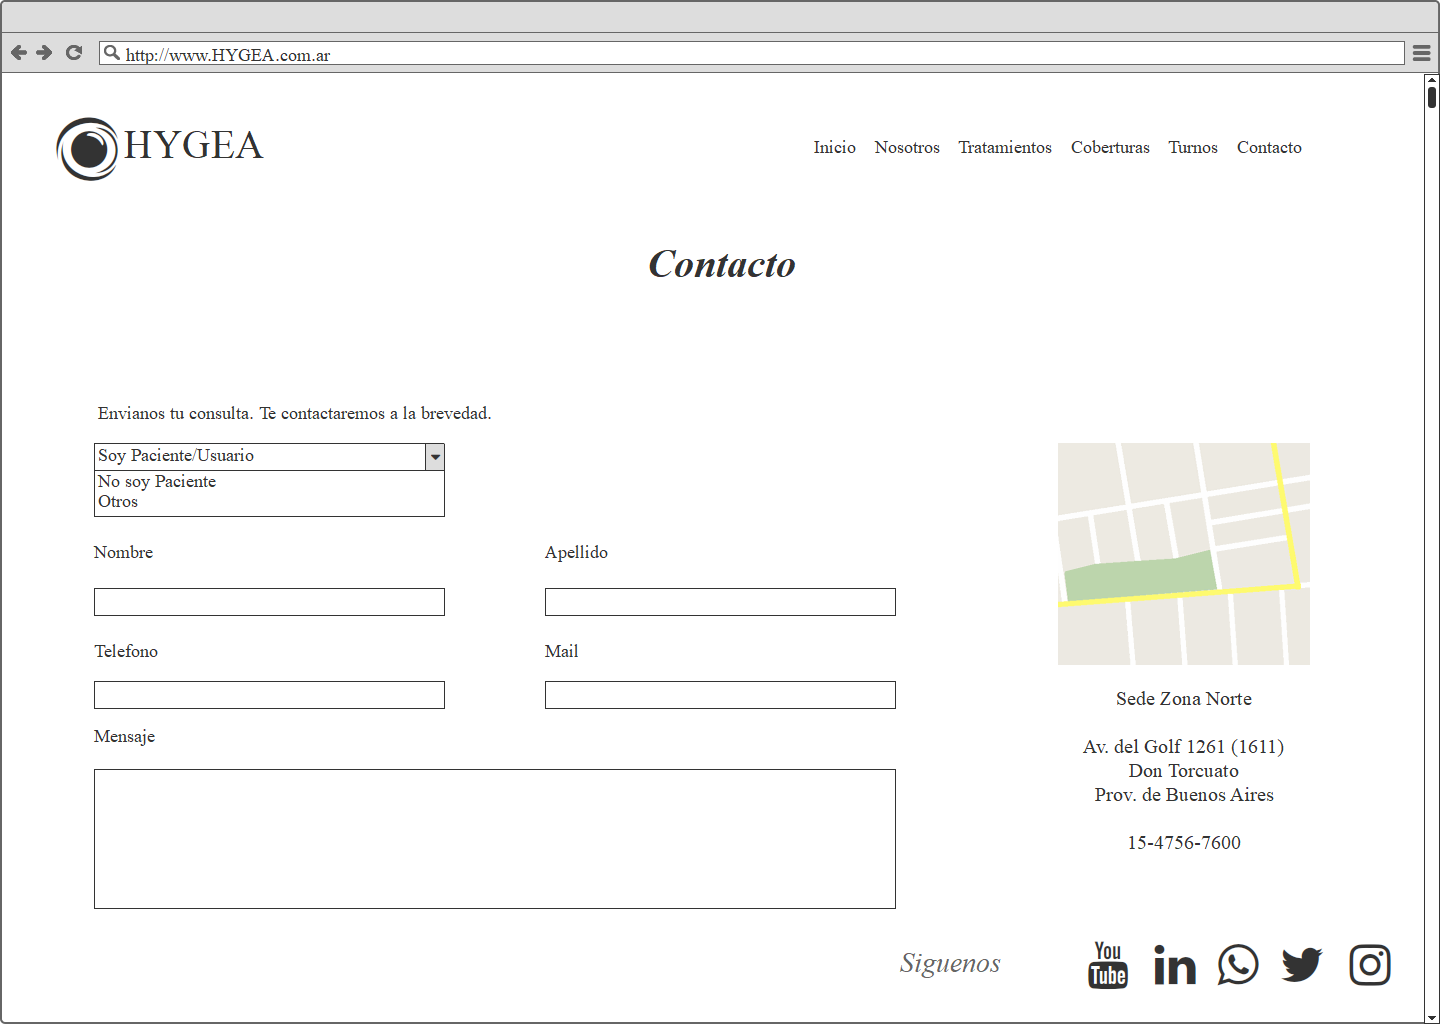 http://www.HYGEA.com.ar
HYGEA
Inicio Nosotros Tratamientos Coberturas Turnos Contacto
Contacto
Envianos tu consulta. Te contactaremos a la brevedad.
Soy Paciente/Usuario
No soy Paciente
Otros
Nombre Apellido
Telefono Mail
Mensaje
Sede Zona Norte
Av. del Golf 1261 (1611)
Don Torcuato
Prov. de Buenos Aires
15-4756-7600
Siguenos
You
Tube
in